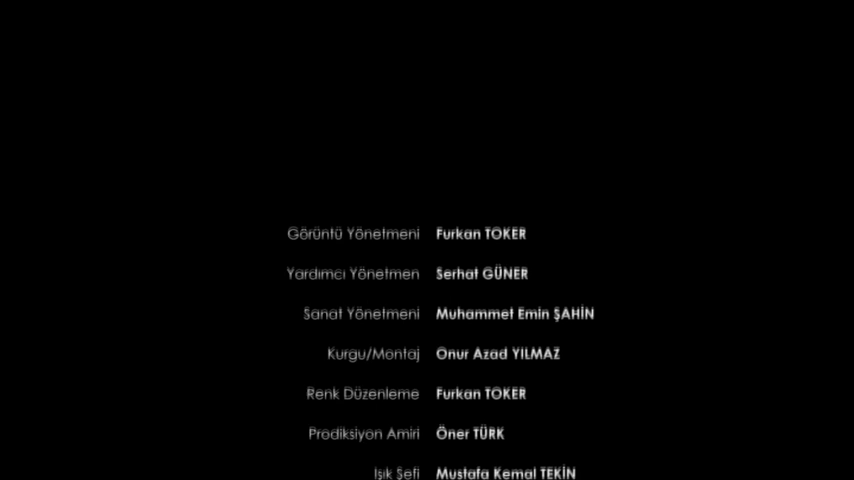 Görüntü Yönetmeni Furkan TOKER
Yardımcı Yönetmen Serhat GÜNER
Sanat Yönetmeni Muhammet Emin ŞAHİN
Kurgu/Montaj Onur Azad YILMAZ
Renk Düzenleme Furkan TOKER
Prodiksiyon Amiri Öner TÜRK
Işık Şefi Mustafa Kemal TEKİN